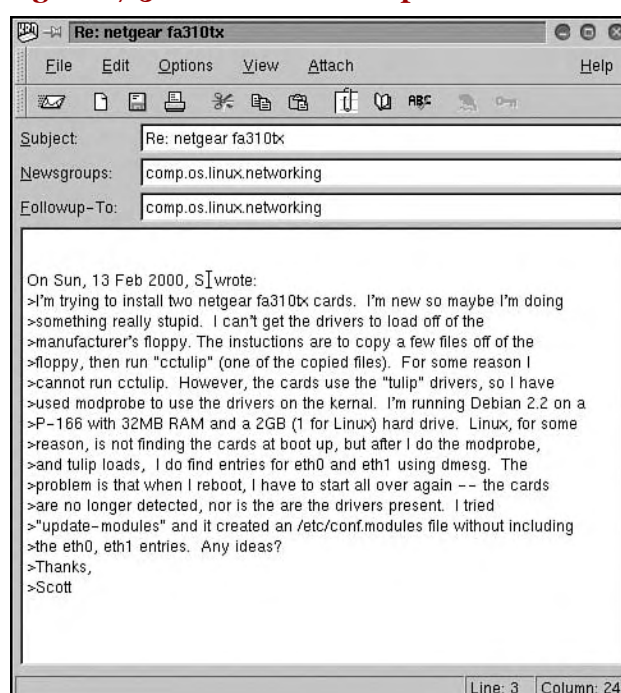 Re: netgear fa310tx
File Edit Options View Attach Help
ABC
Subject: Re: netgear fa310tx
Newsgroups: comp.os.linux.networking
Followup-To: comp.os.linux.networking
On Sun, 13 Feb 2000, S wrote:
>I'm trying to install two netgear fa310tx cards. I'm new so maybe I'm doing
>something really stupid. I can't get the drivers to load off of the
>manufacturer's floppy. The instuctions are to copy a few files off of the
>floppy, then run "cctulip" (one of the copied files). For some reason I
>cannot run cctulip. However, the cards use the "tulip" drivers, so I have
>used modprobe to use the drivers on the kernal. I'm running Debian 2.2 on a
>P-166 with 32MB RAM and a 2GB (1 for Linux) hard drive. Linux, for some
>reason, is not finding the cards at boot up, but after I do the modprobe,
>and tulip loads, I do find entries for eth0 and eth1 using dmesg. The
>problem is that when I reboot, I have to start all over again -- the cards
>are no longer detected, nor is the are the drivers present. I tried
>"update-modules" and it created an /etc/conf.modules file without including
>the eth0, eth1 entries. Any ideas?
>Thanks,
>Scott
Line: 3 Column: 24